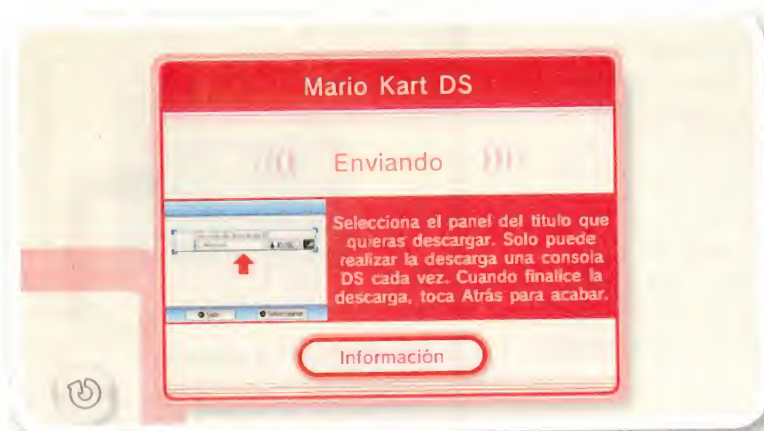 Mario Kart DS
Enviando
Selecciona el panel del título que
quieras descargar. Solo puede
realizar la descarga una consola
DS cada vez. Cuando finalice la
descarga, toca Atrás para acabar.
Información